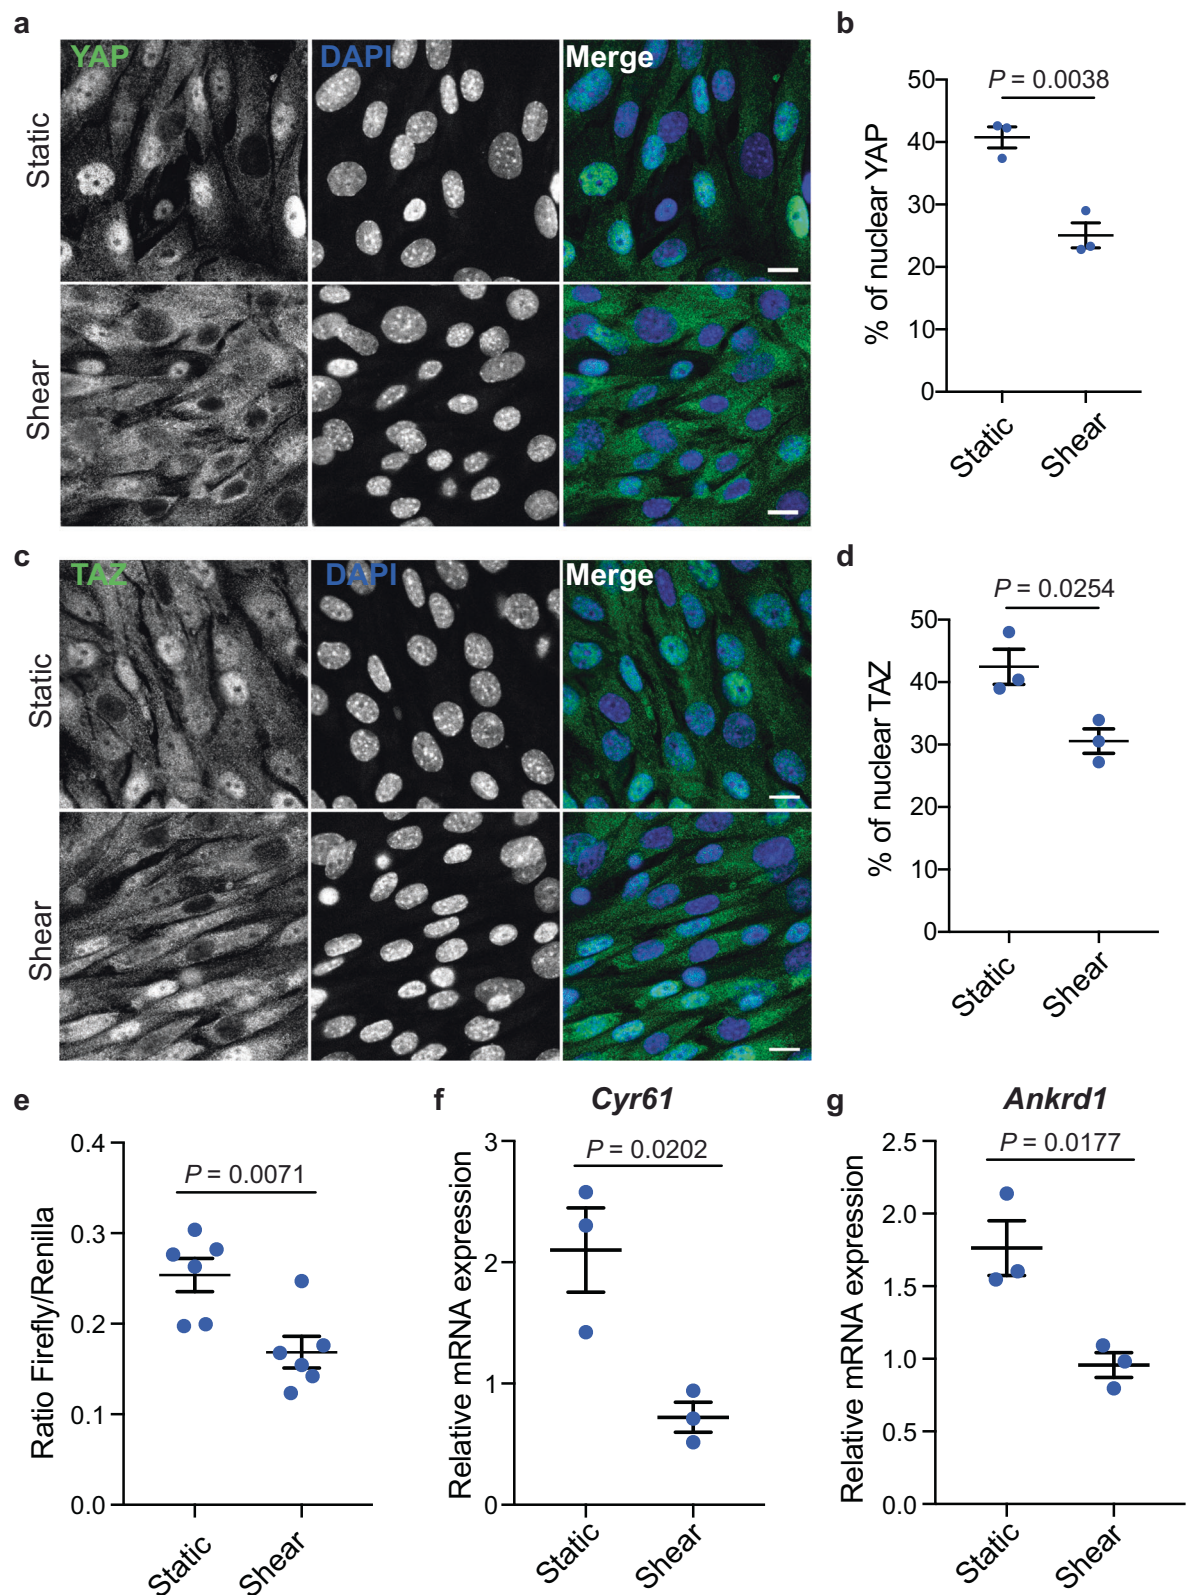 a
YAP
DAPI
Merge
Static
Shear
b
P = 0.0038
% of nuclear YAP
50
40
30
20
10
0
Static
Shear
c
TAZ
DAPI
Merge
Static
Shear
d
P = 0.0254
% of nuclear TAZ
50
40
30
20
10
0
Static
Shear
e
P = 0.0071
Ratio Firefly/Renilla
0.4
0.3
0.2
0.1
0.0
Static
Shear
f
Cyr61
P = 0.0202
Relative mRNA expression
3
2
1
0
Static
Shear
g
Ankrd1
P = 0.0177
Relative mRNA expression
2.5
2.0
1.5
1.0
0.5
0.0
Static
Shear